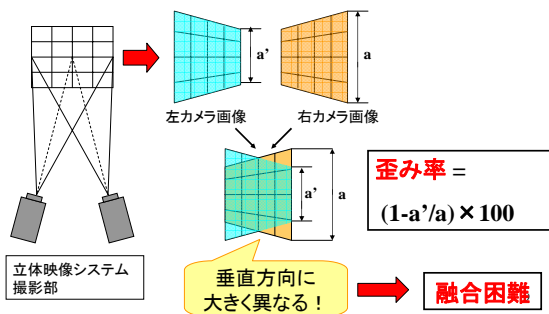 a’
a
左カメラ画像
右カメラ画像
a’
a
歪み率 =
(1-a’/a)×100
立体映像システム
撮影部
垂直方向に
大きく異なる！
融合困難